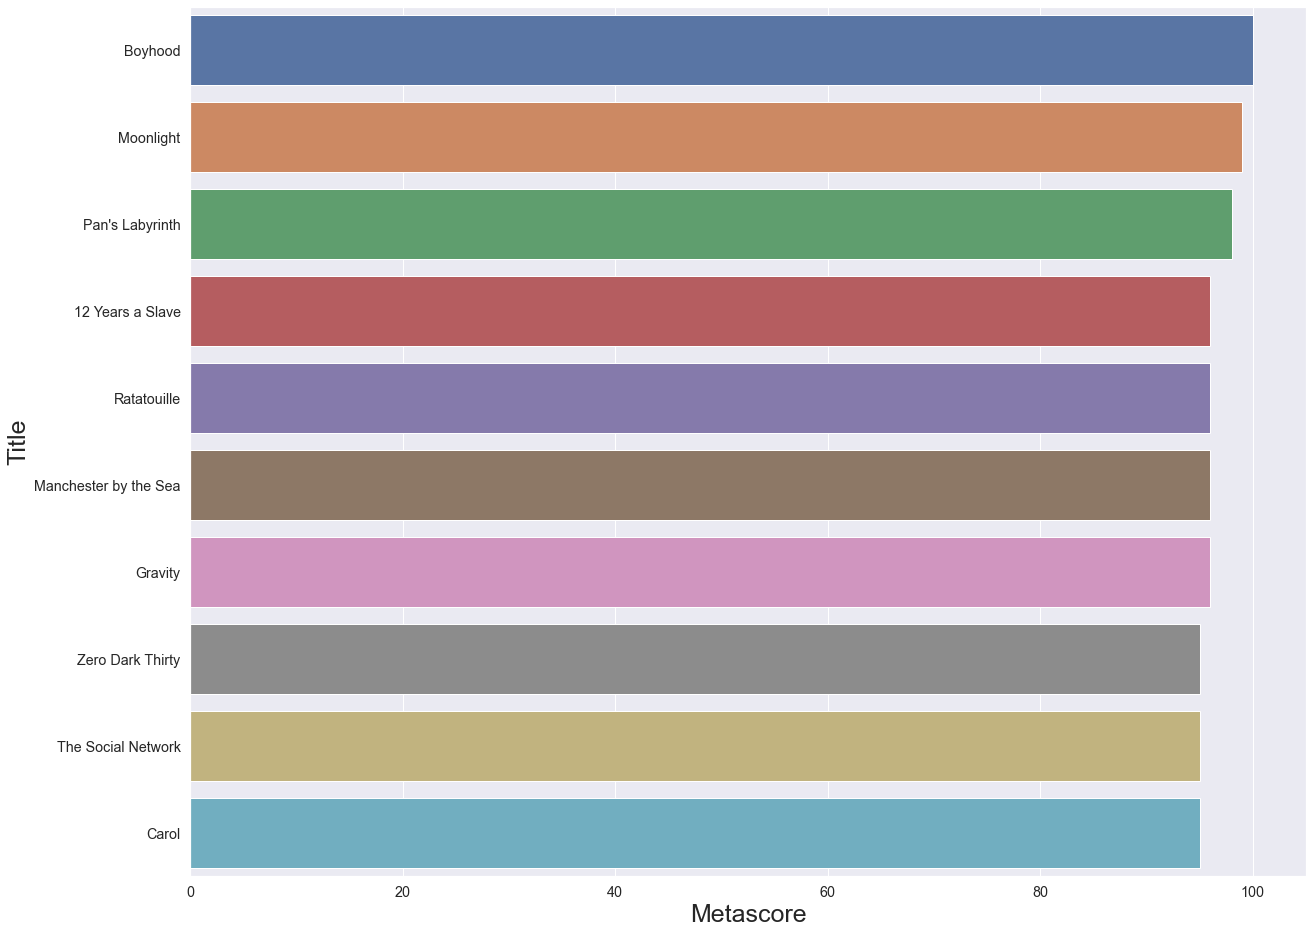 Boyhood
Moonlight
Pan's Labyrinth
12 Years a Slave
Ratatouille
Manchester by the Sea
Gravity
Zero Dark Thirty
The Social Network
Carol
Title
0 20 40 60 80 100
Metascore